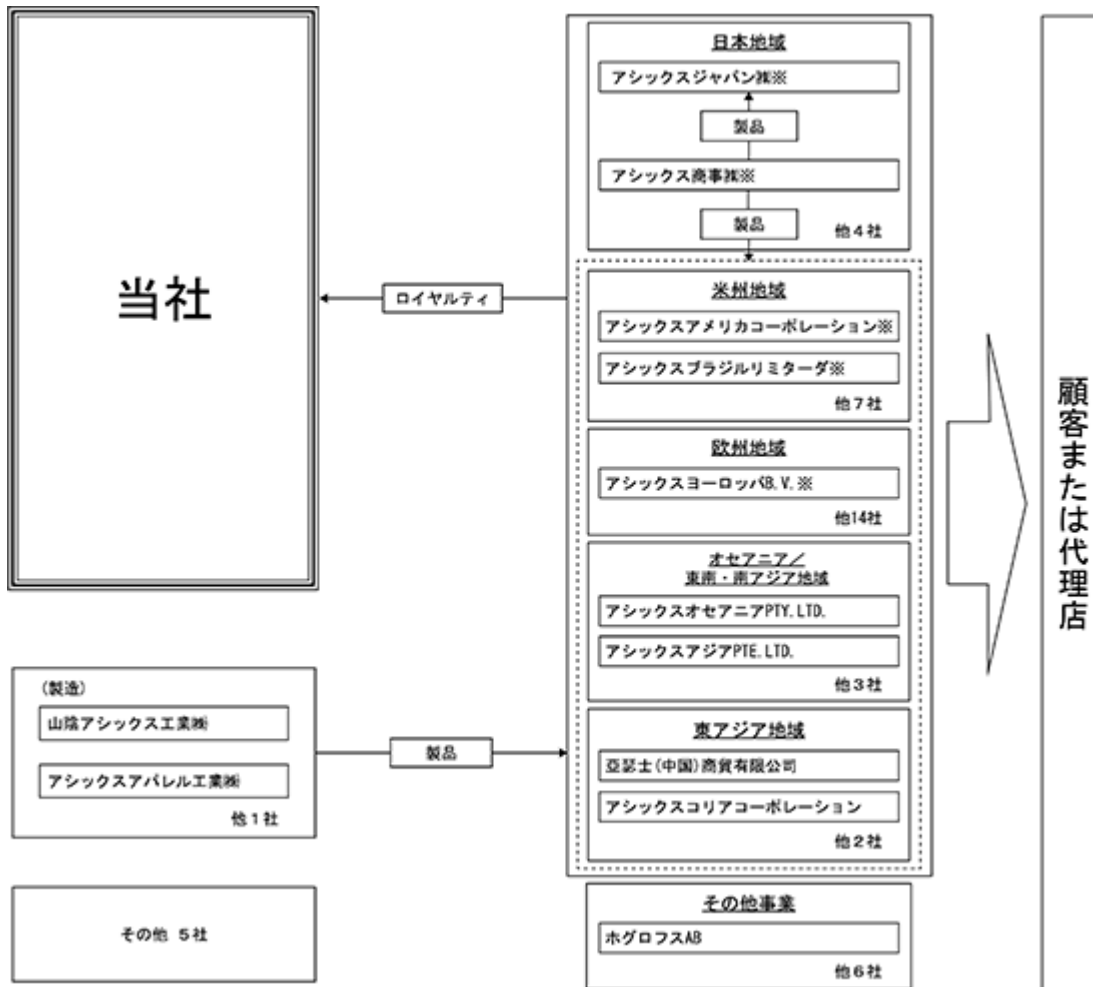 当社
ロイヤルティ
(製造)
山陰アシックス工業㈱
アシックスアパレル工業㈱
他1社
製品
その他 5社
日本地域
アシックスジャパン㈱※
製品
アシックス商事㈱※
製品
他4社
米州地域
アシックスアメリカコーポレーション※
アシックスブラジルリミターダ※
他7社
欧州地域
アシックスヨーロッパB.V.※
他14社
オセアニア／
東南・南アジア地域
アシックスオセアニアPTY.LTD.
アシックスアジアPTE.LTD.
他3社
東アジア地域
亞瑟士(中国)商貿有限公司
アシックスコリアコーポレーション
他2社
その他事業
ホグロフスAB
他6社
顧客または代理店